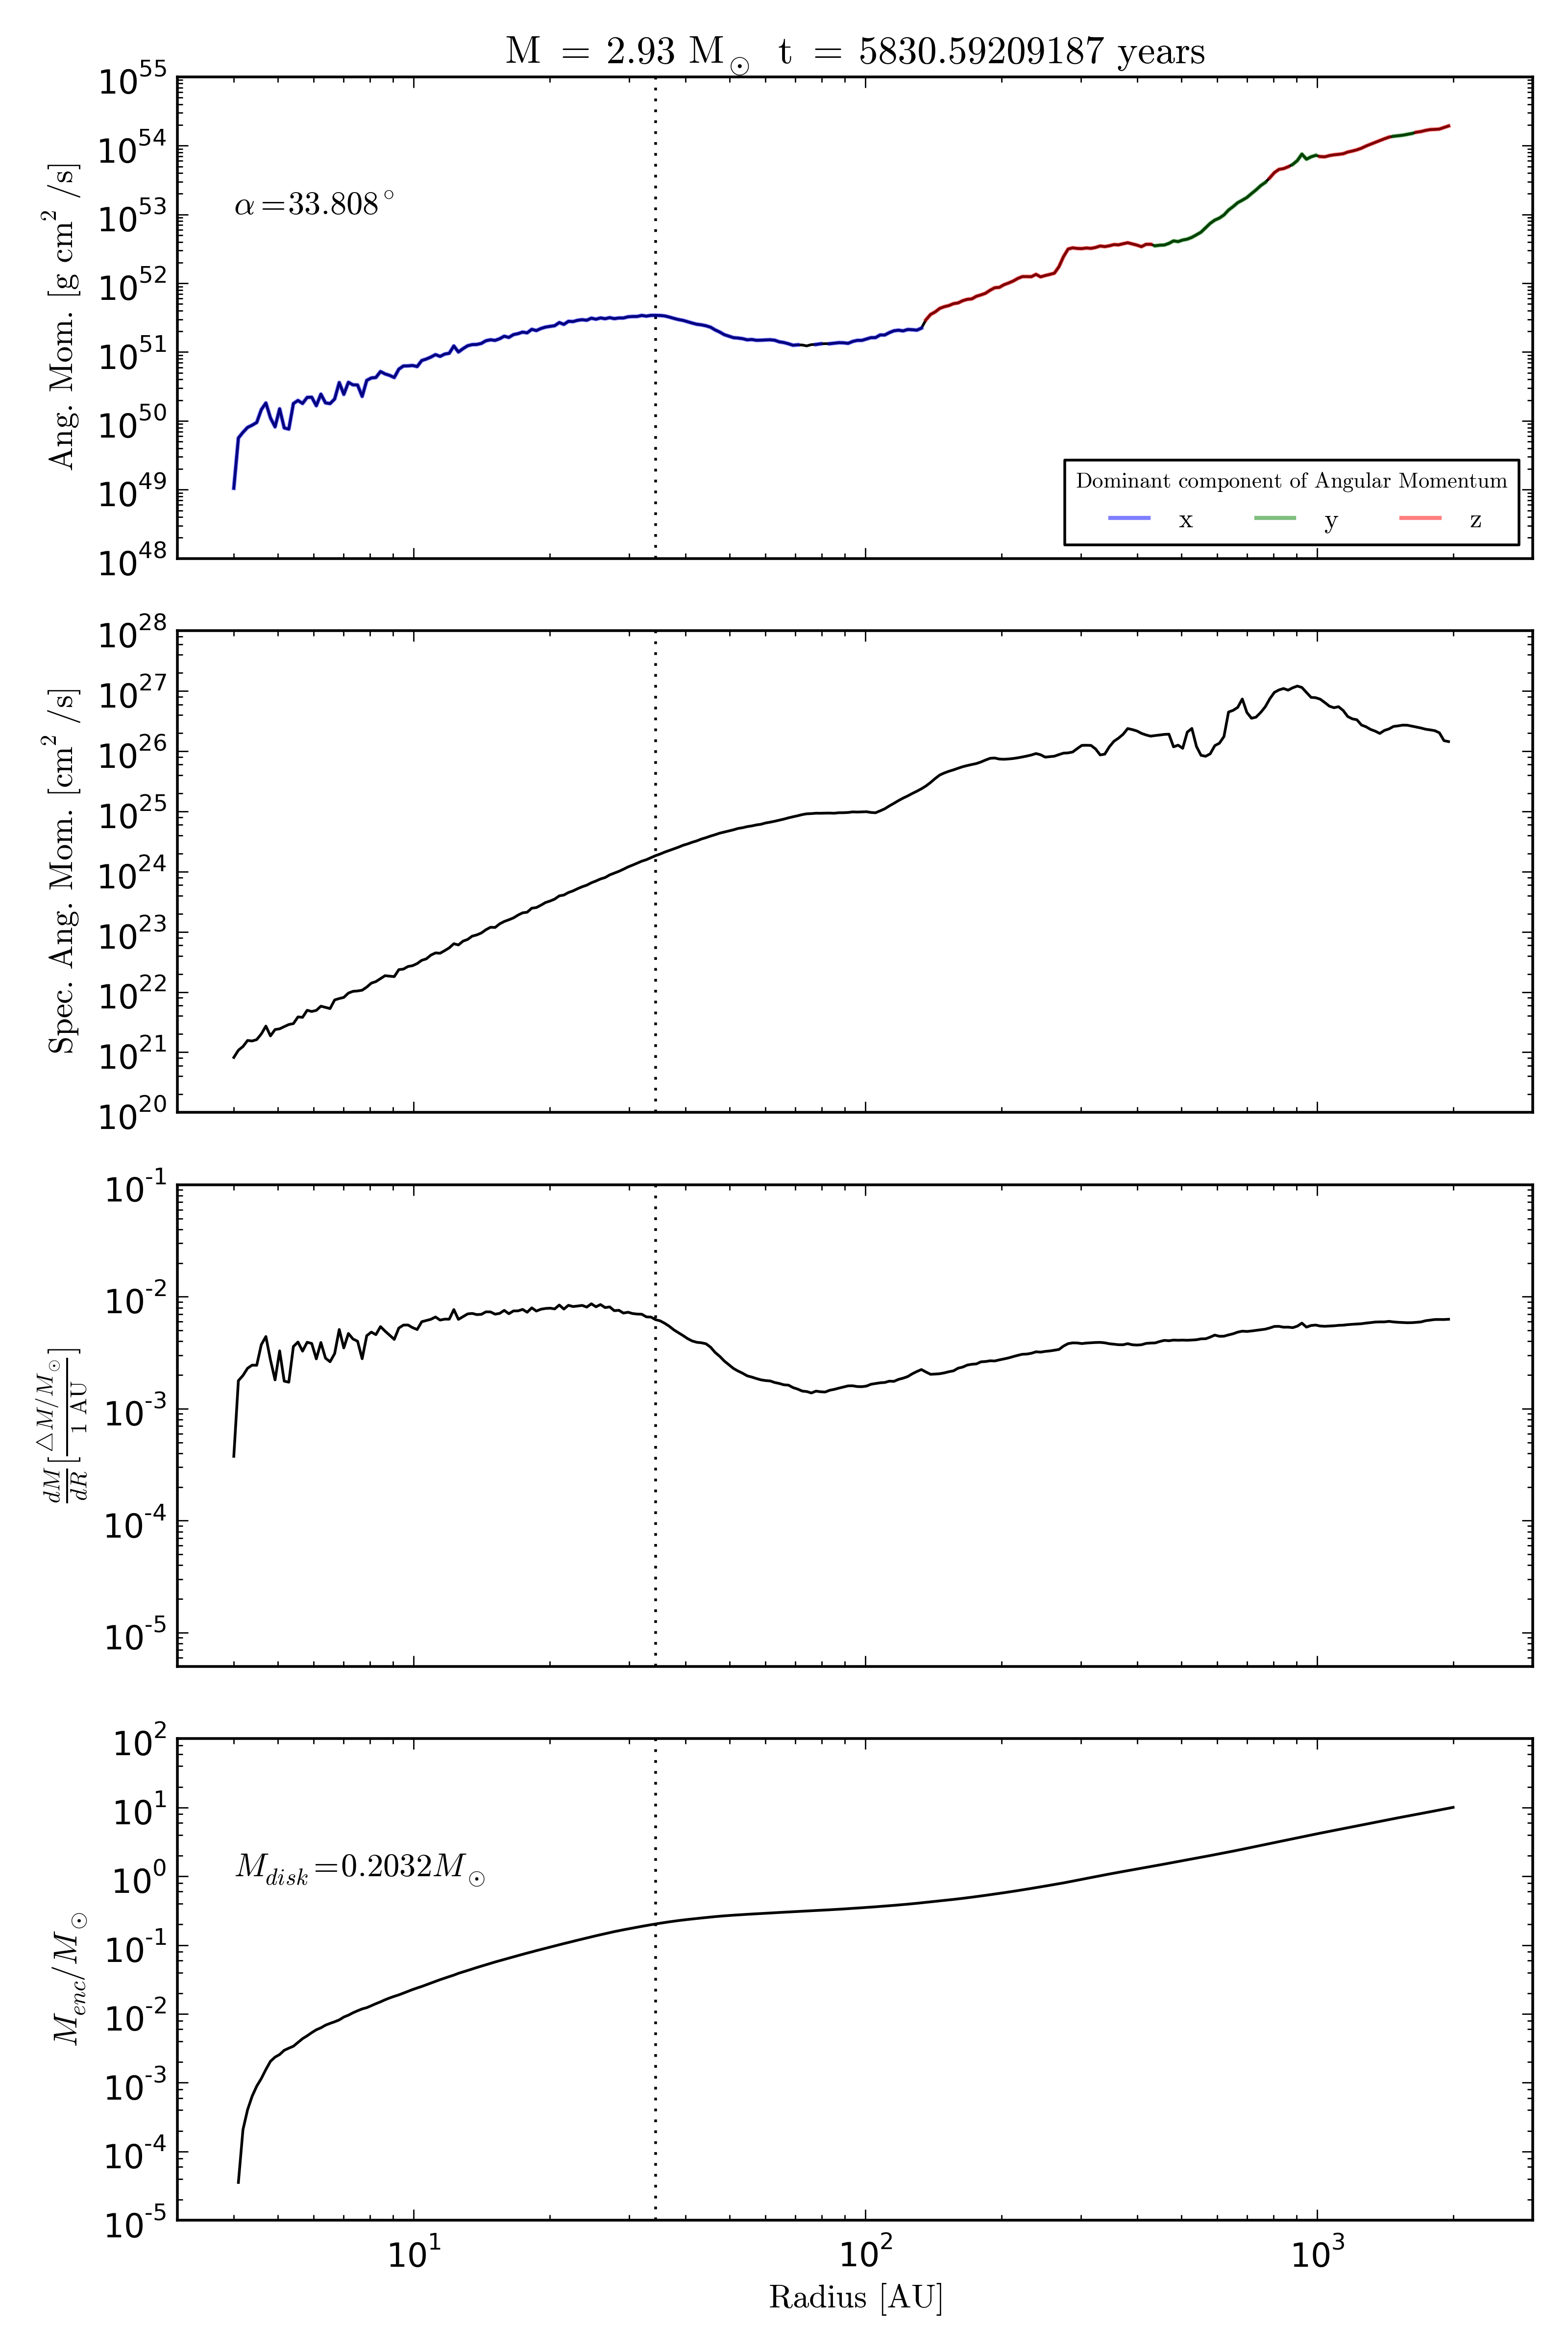 M = 2.93 M⊙ t = 5830.59209187 years
10^55
10^54
10^53
10^52
10^51
10^50
10^49
10^48
Ang. Mom. [g cm^2 /s]
α=33.808°
Dominant component of Angular Momentum
x y z
10^28
10^27
10^26
10^25
10^24
10^23
10^22
10^21
10^20
Spec. Ang. Mom. [cm^2 /s]
10^-1
10^-2
10^-3
10^-4
10^-5
dM/dR [△M/M⊙ / 1 AU]
10^2
10^1
10^0
10^-1
10^-2
10^-3
10^-4
10^-5
M_enc/M⊙
M_disk=0.2032M⊙
10^1 10^2 10^3
Radius [AU]